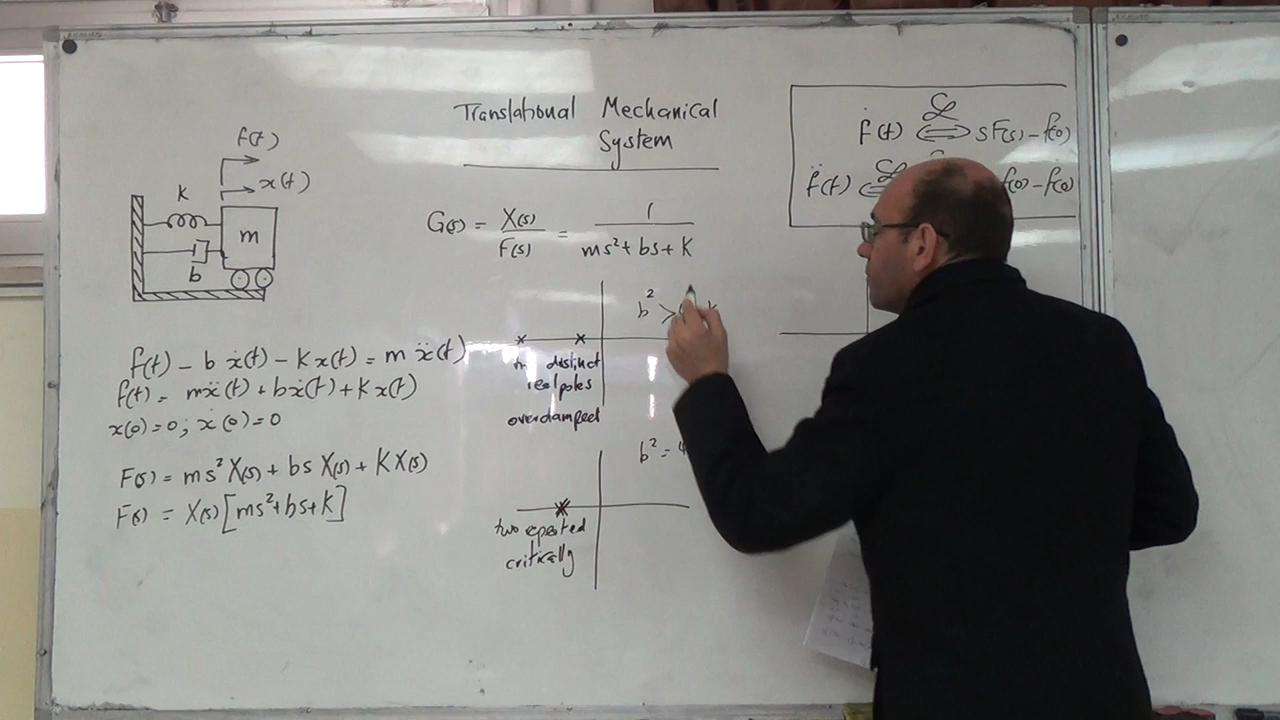 Translational Mechanical
System
ḟ(t) ℒ ⟺ sF(s) - f(0)
f̈(t) ℒ f(0) - f(0)
f(t)
x(t)
k
m
b
G(s) = X(s)/F(s) = 1/(ms² + bs + k)
f(t) - b ẋ(t) - k x(t) = m ẍ(t)
f(t) = mẍ(t) + bẋ(t) + k x(t)
x(0) = 0; ẋ(0) = 0
F(s) = ms² X(s) + bs X(s) + k X(s)
F(s) = X(s) [ms² + bs + k]
b² >
distinct
real poles
overdamped
b² = 4
two repeated
critically